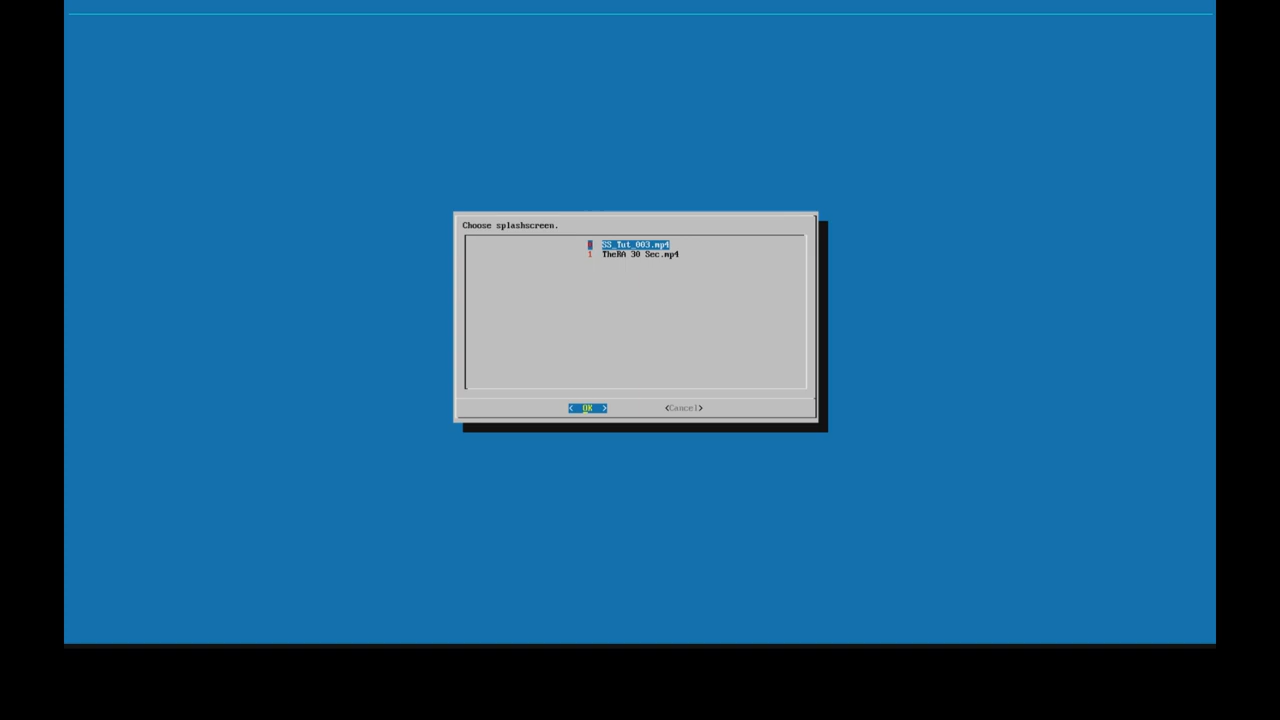 Choose splashscreen.
0 SS_Tut_003.mp4
1 TheRA 30 Sec.mp4
< OK > <Cancel>